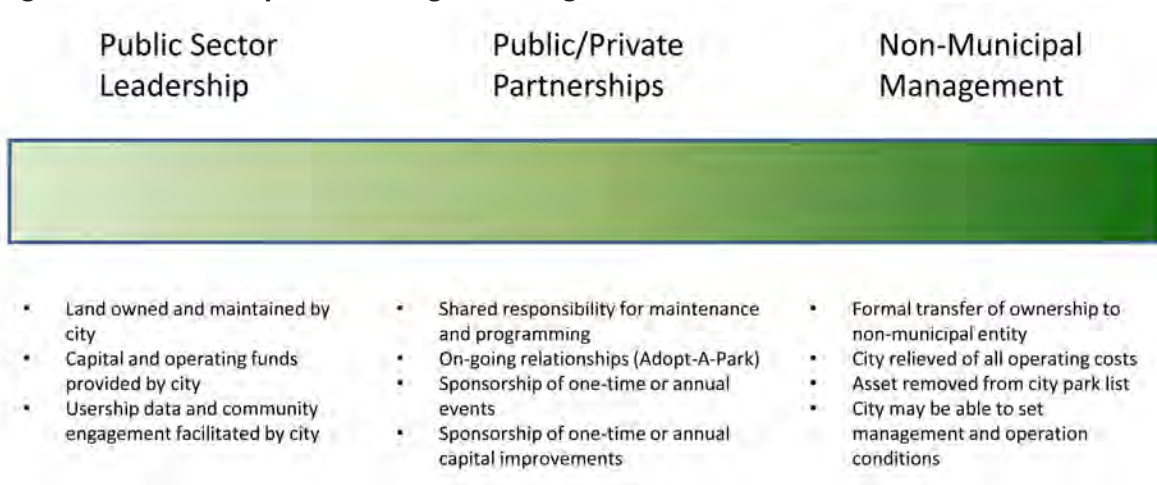 Public Sector
Leadership
Public/Private
Partnerships
Non-Municipal
Management
• Land owned and maintained by
city
• Capital and operating funds
provided by city
• Usership data and community
engagement facilitated by city
• Shared responsibility for maintenance
and programming
• On-going relationships (Adopt-A-Park)
• Sponsorship of one-time or annual
events
• Sponsorship of one-time or annual
capital improvements
• Formal transfer of ownership to
non-municipal entity
• City relieved of all operating costs
• Asset removed from city park list
• City may be able to set
management and operation
conditions